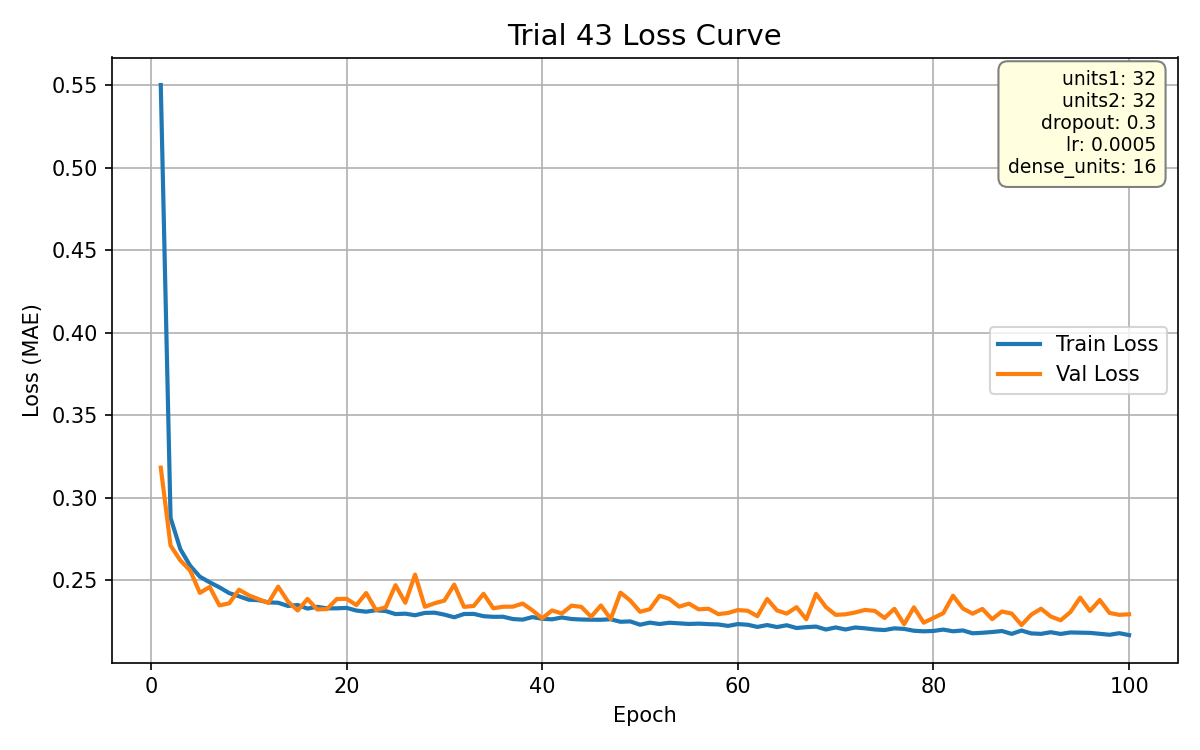 Trial 43 Loss Curve
units1: 32
units2: 32
dropout: 0.3
lr: 0.0005
dense_units: 16
Train Loss
Val Loss
Loss (MAE)
0.55
0.50
0.45
0.40
0.35
0.30
0.25
0 20 40 60 80 100
Epoch